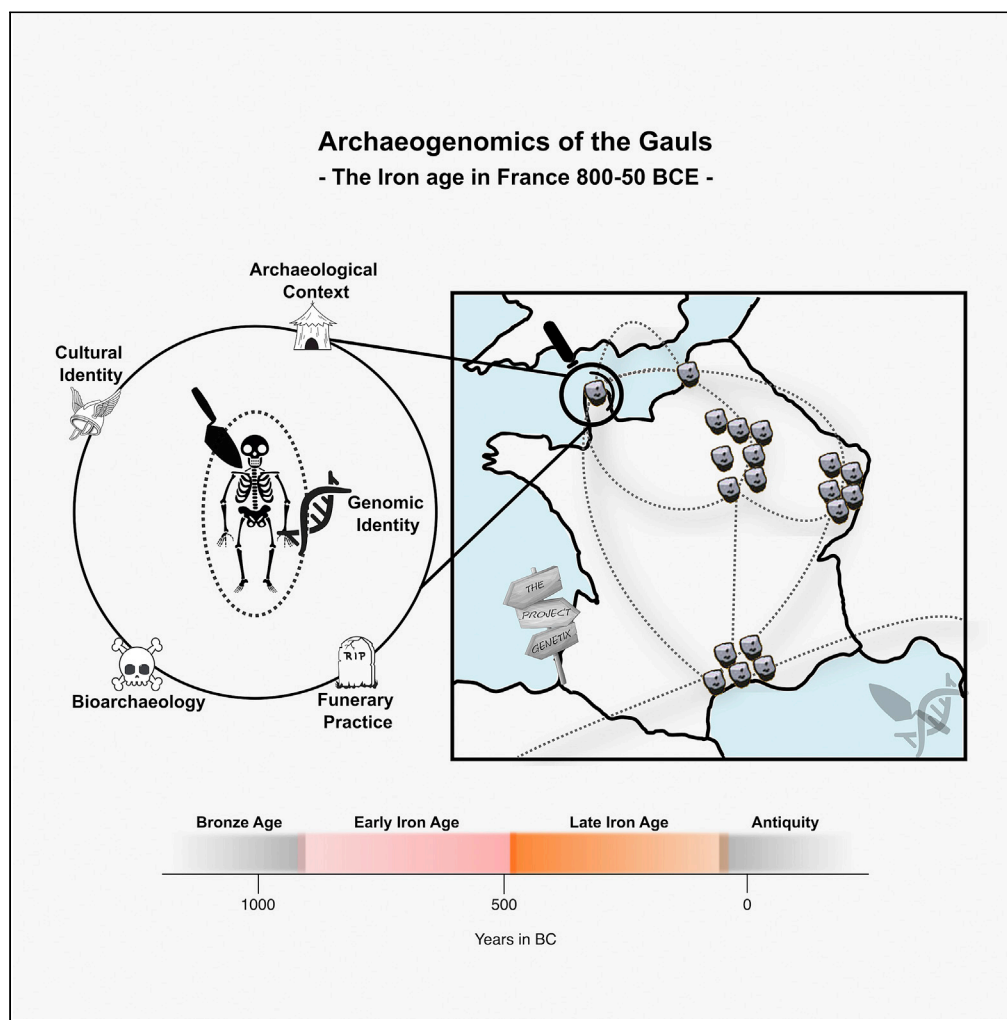 Archaeogenomics of the Gauls
- The Iron age in France 800-50 BCE -
Archaeological
Context
Cultural
Identity
Genomic
Identity
Bioarchaeology
RIP
Funerary
Practice
THE
PROJECT
GENETIX
Bronze Age
Early Iron Age
Late Iron Age
Antiquity
1000
500
0
Years in BC